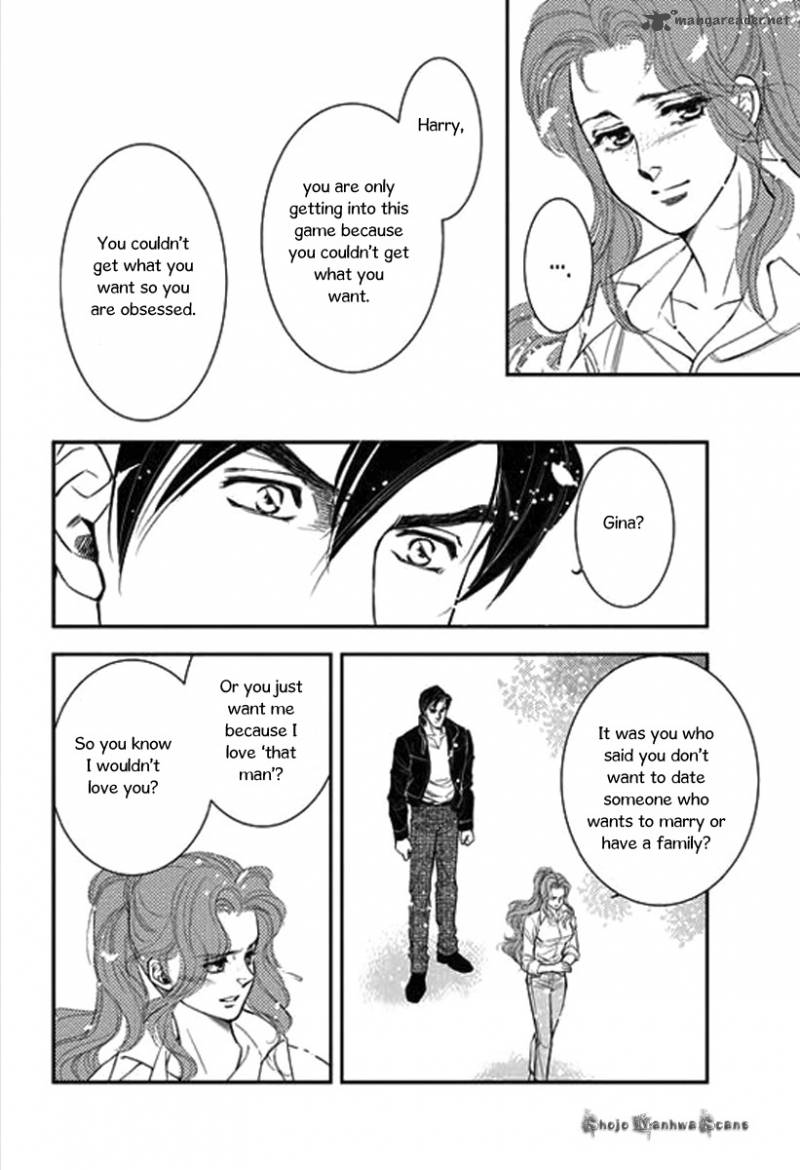 mangareader.net
....
Harry,
you are only
getting into this
game because
you couldn't get
what you
want.
You couldn't
get what you
want so you
are obsessed.
Gina?
It was you who
said you don't
want to date
someone who
wants to marry or
have a family?
Or you just
want me
because I
love 'that
man'?
So you know
I wouldn't
love you?
Shojo Manhwa Scans